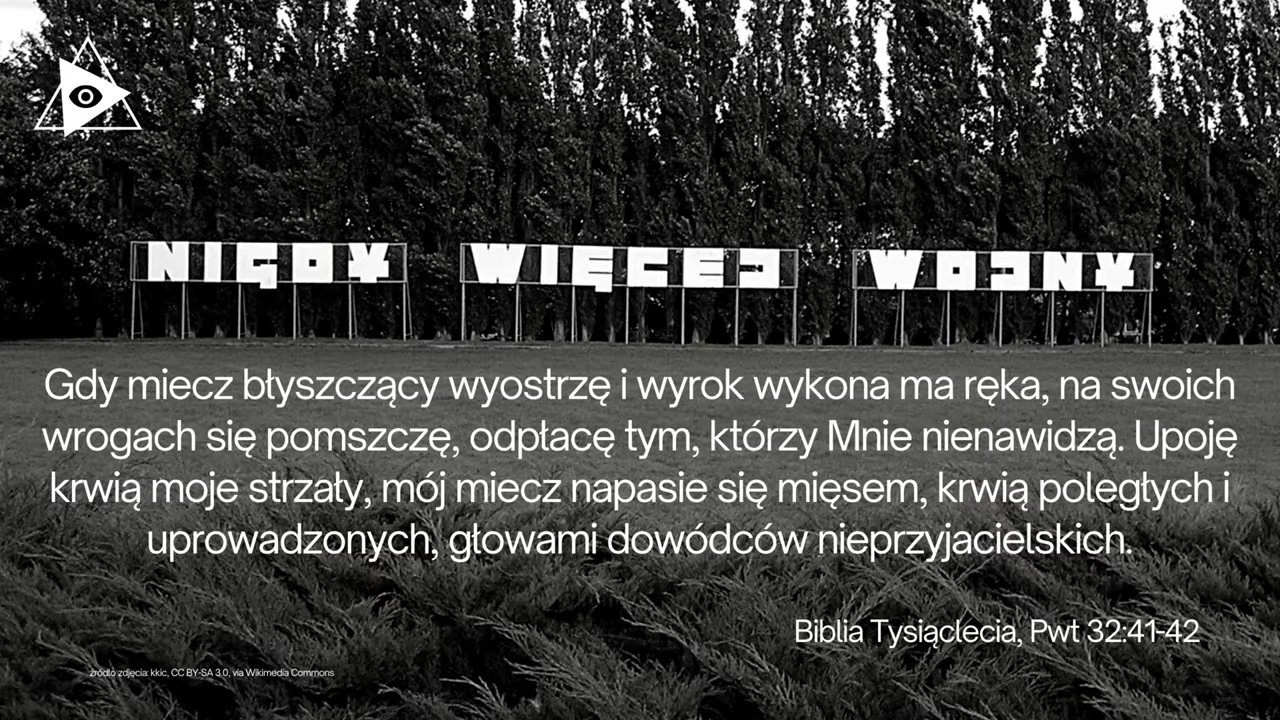 NIGDY WIĘCEJ WOJNY
Gdy miecz błyszczący wyostrzę i wyrok wykona ma ręka, na swoich
wrogach się pomszczę, odpłacę tym, którzy Mnie nienawidzą. Upoję
krwią moje strzały, mój miecz napasie się mięsem, krwią poległych i
uprowadzonych, głowami dowódców nieprzyjacielskich.
Biblia Tysiąclecia, Pwt 32:41-42
źródło zdjęcia: kkic, CC BY-SA 3.0, via Wikimedia Commons